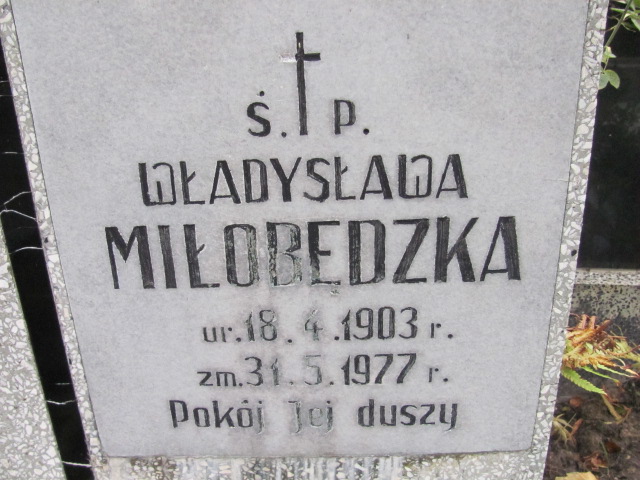 Ś. P.
WŁADYSŁAWA
MIŁOBĘDZKA
ur. 18.4.1903 r.
zm. 31.5.1977 r.
Pokój Jej duszy